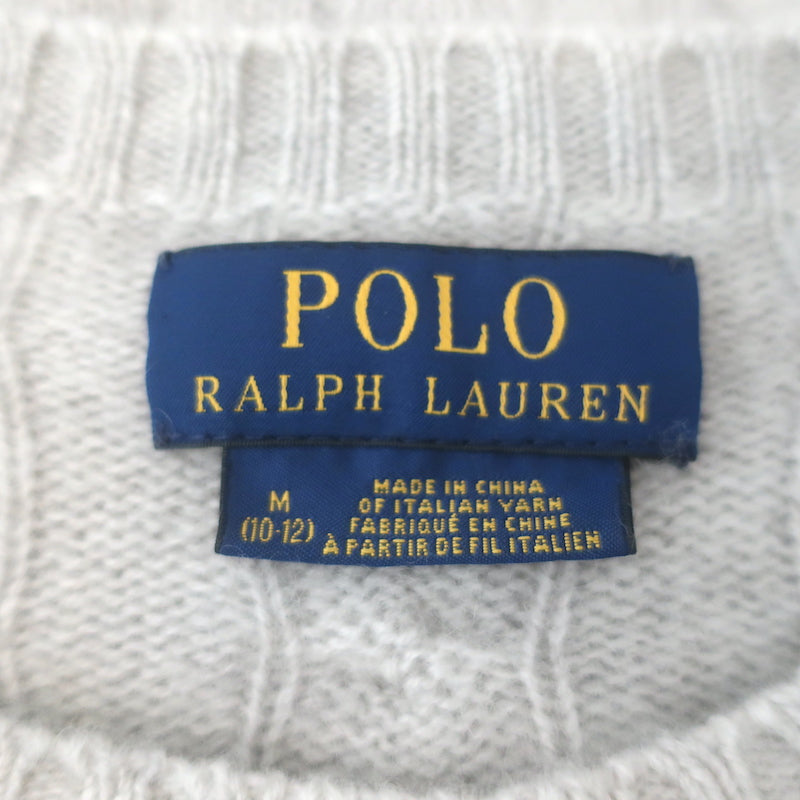 POLO
RALPH LAUREN
M
(10-12)
MADE IN CHINA
OF ITALIAN YARN
FABRIQUÉ EN CHINE
À PARTIR DE FIL ITALIEN